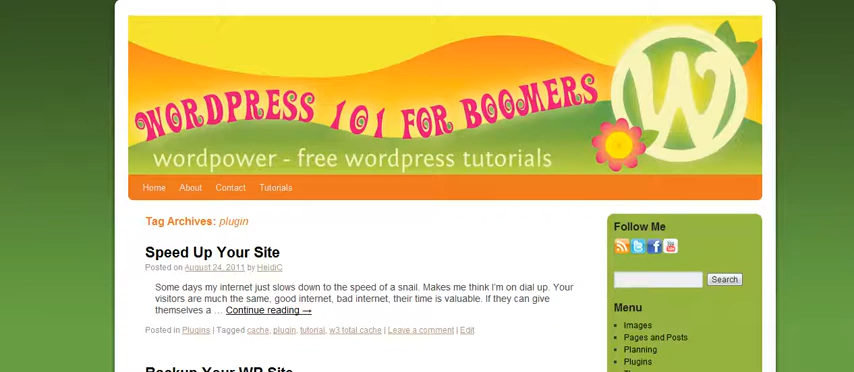 WORDPRESS 101 FOR BOOMERS
wordpower - free wordpress tutorials
Home About Contact Tutorials
Tag Archives: plugin
Speed Up Your Site
Posted on August 24, 2011 by HeidiC
Some days my internet just slows down to the speed of a snail. Makes me think I'm on dial up. Your
visitors are much the same, good internet, bad internet, their time is valuable. If they can give
themselves a … Continue reading →
Posted in Plugins | Tagged cache, plugin, tutorial, w3 total cache | Leave a comment | Edit
Backup Your WP Site
Follow Me
Search
Menu
Images
Pages and Posts
Planning
Plugins